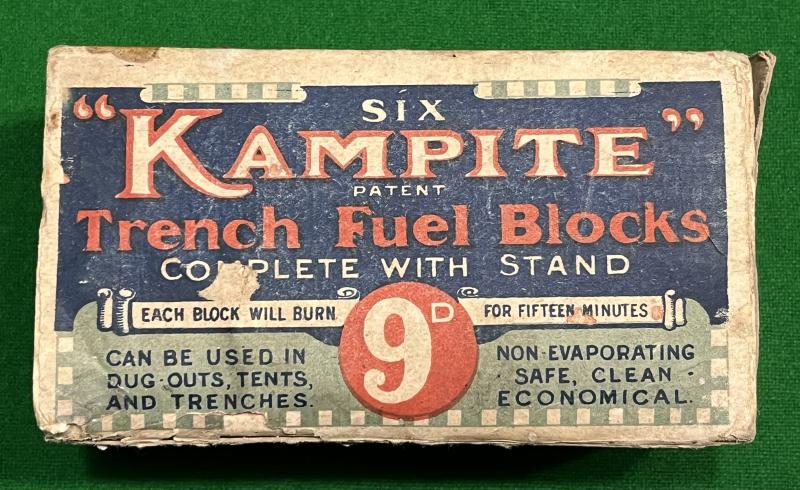 SIX
"KAMPITE"
PATENT
Trench Fuel Blocks
COMPLETE WITH STAND
EACH BLOCK WILL BURN
9D
FOR FIFTEEN MINUTES
CAN BE USED IN
DUG-OUTS, TENTS,
AND TRENCHES.
NON-EVAPORATING
· SAFE, CLEAN ·
ECONOMICAL.